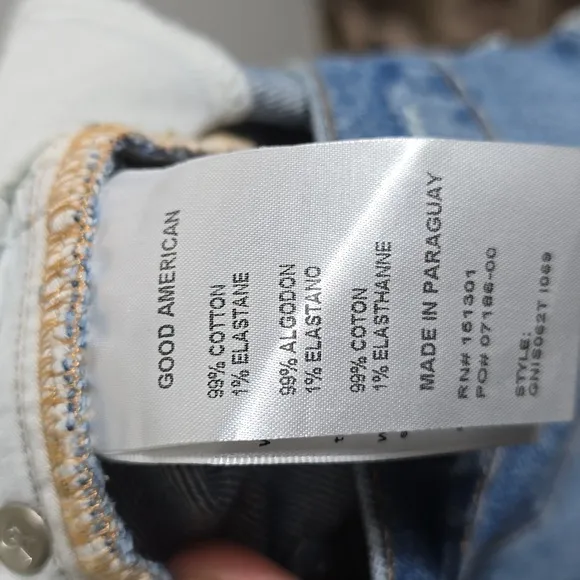 GOOD AMERICAN
99% COTTON
1% ELASTANE
99% ALGODON
1% ELASTANO
99% COTON
1% ELASTHANNE
MADE IN PARAGUAY
RN# 151301
PO# 07186-00
STYLE:
GNIS062T I069